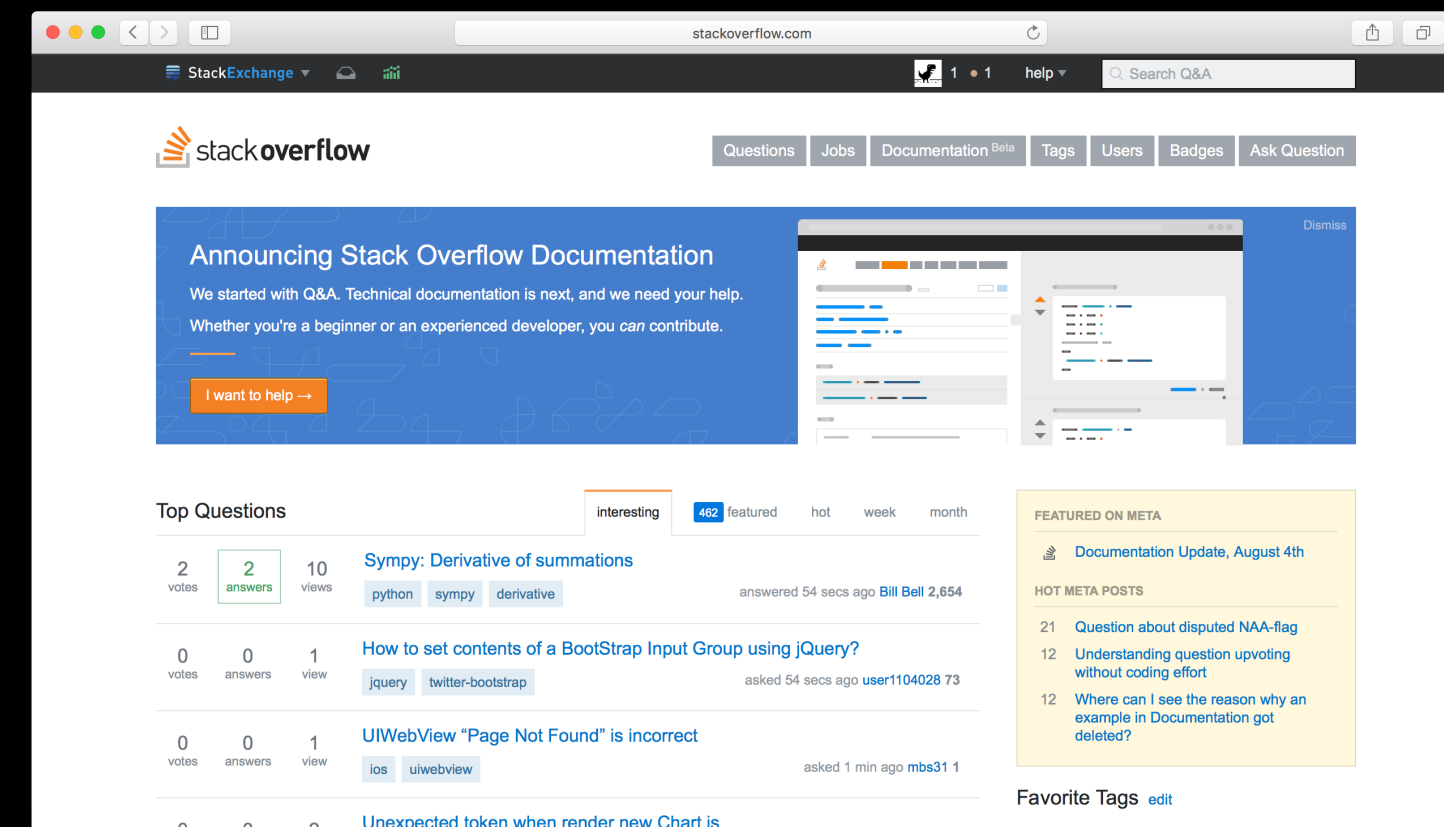 stackoverflow.com
StackExchange
1 • 1
help
Search Q&A
stackoverflow
Questions
Jobs
Documentation Beta
Tags
Users
Badges
Ask Question
Dismiss
Announcing Stack Overflow Documentation
We started with Q&A. Technical documentation is next, and we need your help.
Whether you're a beginner or an experienced developer, you can contribute.
I want to help →
Top Questions
interesting
462 featured
hot
week
month
2 votes
2 answers
10 views
Sympy: Derivative of summations
python sympy derivative
answered 54 secs ago Bill Bell 2,654
0 votes
0 answers
1 view
How to set contents of a BootStrap Input Group using jQuery?
jquery twitter-bootstrap
asked 54 secs ago user1104028 73
0 votes
0 answers
1 view
UIWebView “Page Not Found” is incorrect
ios uiwebview
asked 1 min ago mbs31 1
Unexpected token when render new Chart is
FEATURED ON META
Documentation Update, August 4th
HOT META POSTS
21 Question about disputed NAA-flag
12 Understanding question upvoting
without coding effort
12 Where can I see the reason why an
example in Documentation got
deleted?
Favorite Tags edit